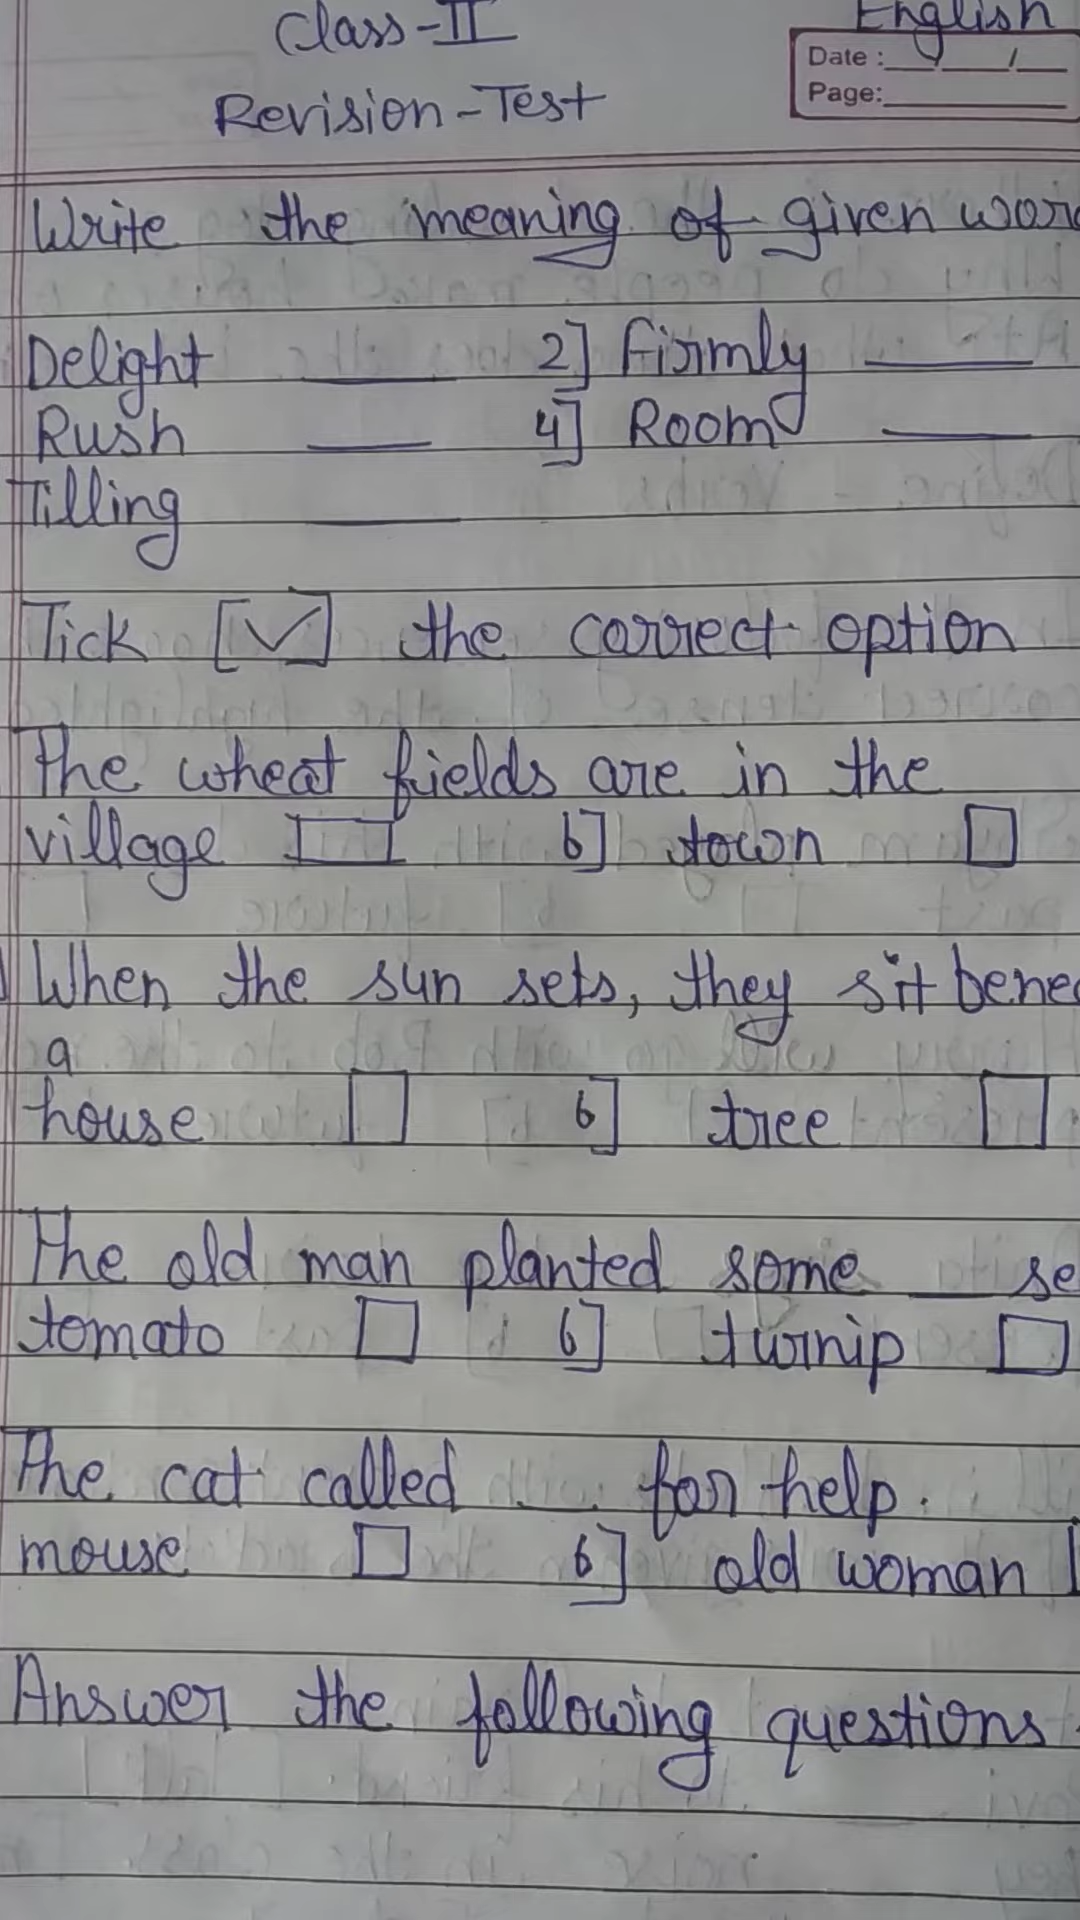 Class-II English
Date : / /
Revision-Test
Page:
Write the meaning of given
Delight 2] Firmly
Rush 4] Room
Tilling
Tick [✓] the correct option
The wheat fields are in the
village b] town
When the sun sets, they sit
a
house b] tree
The old man planted some
tomato b] turnip
The cat called for help.
mouse b] old woman
Answer the following questions